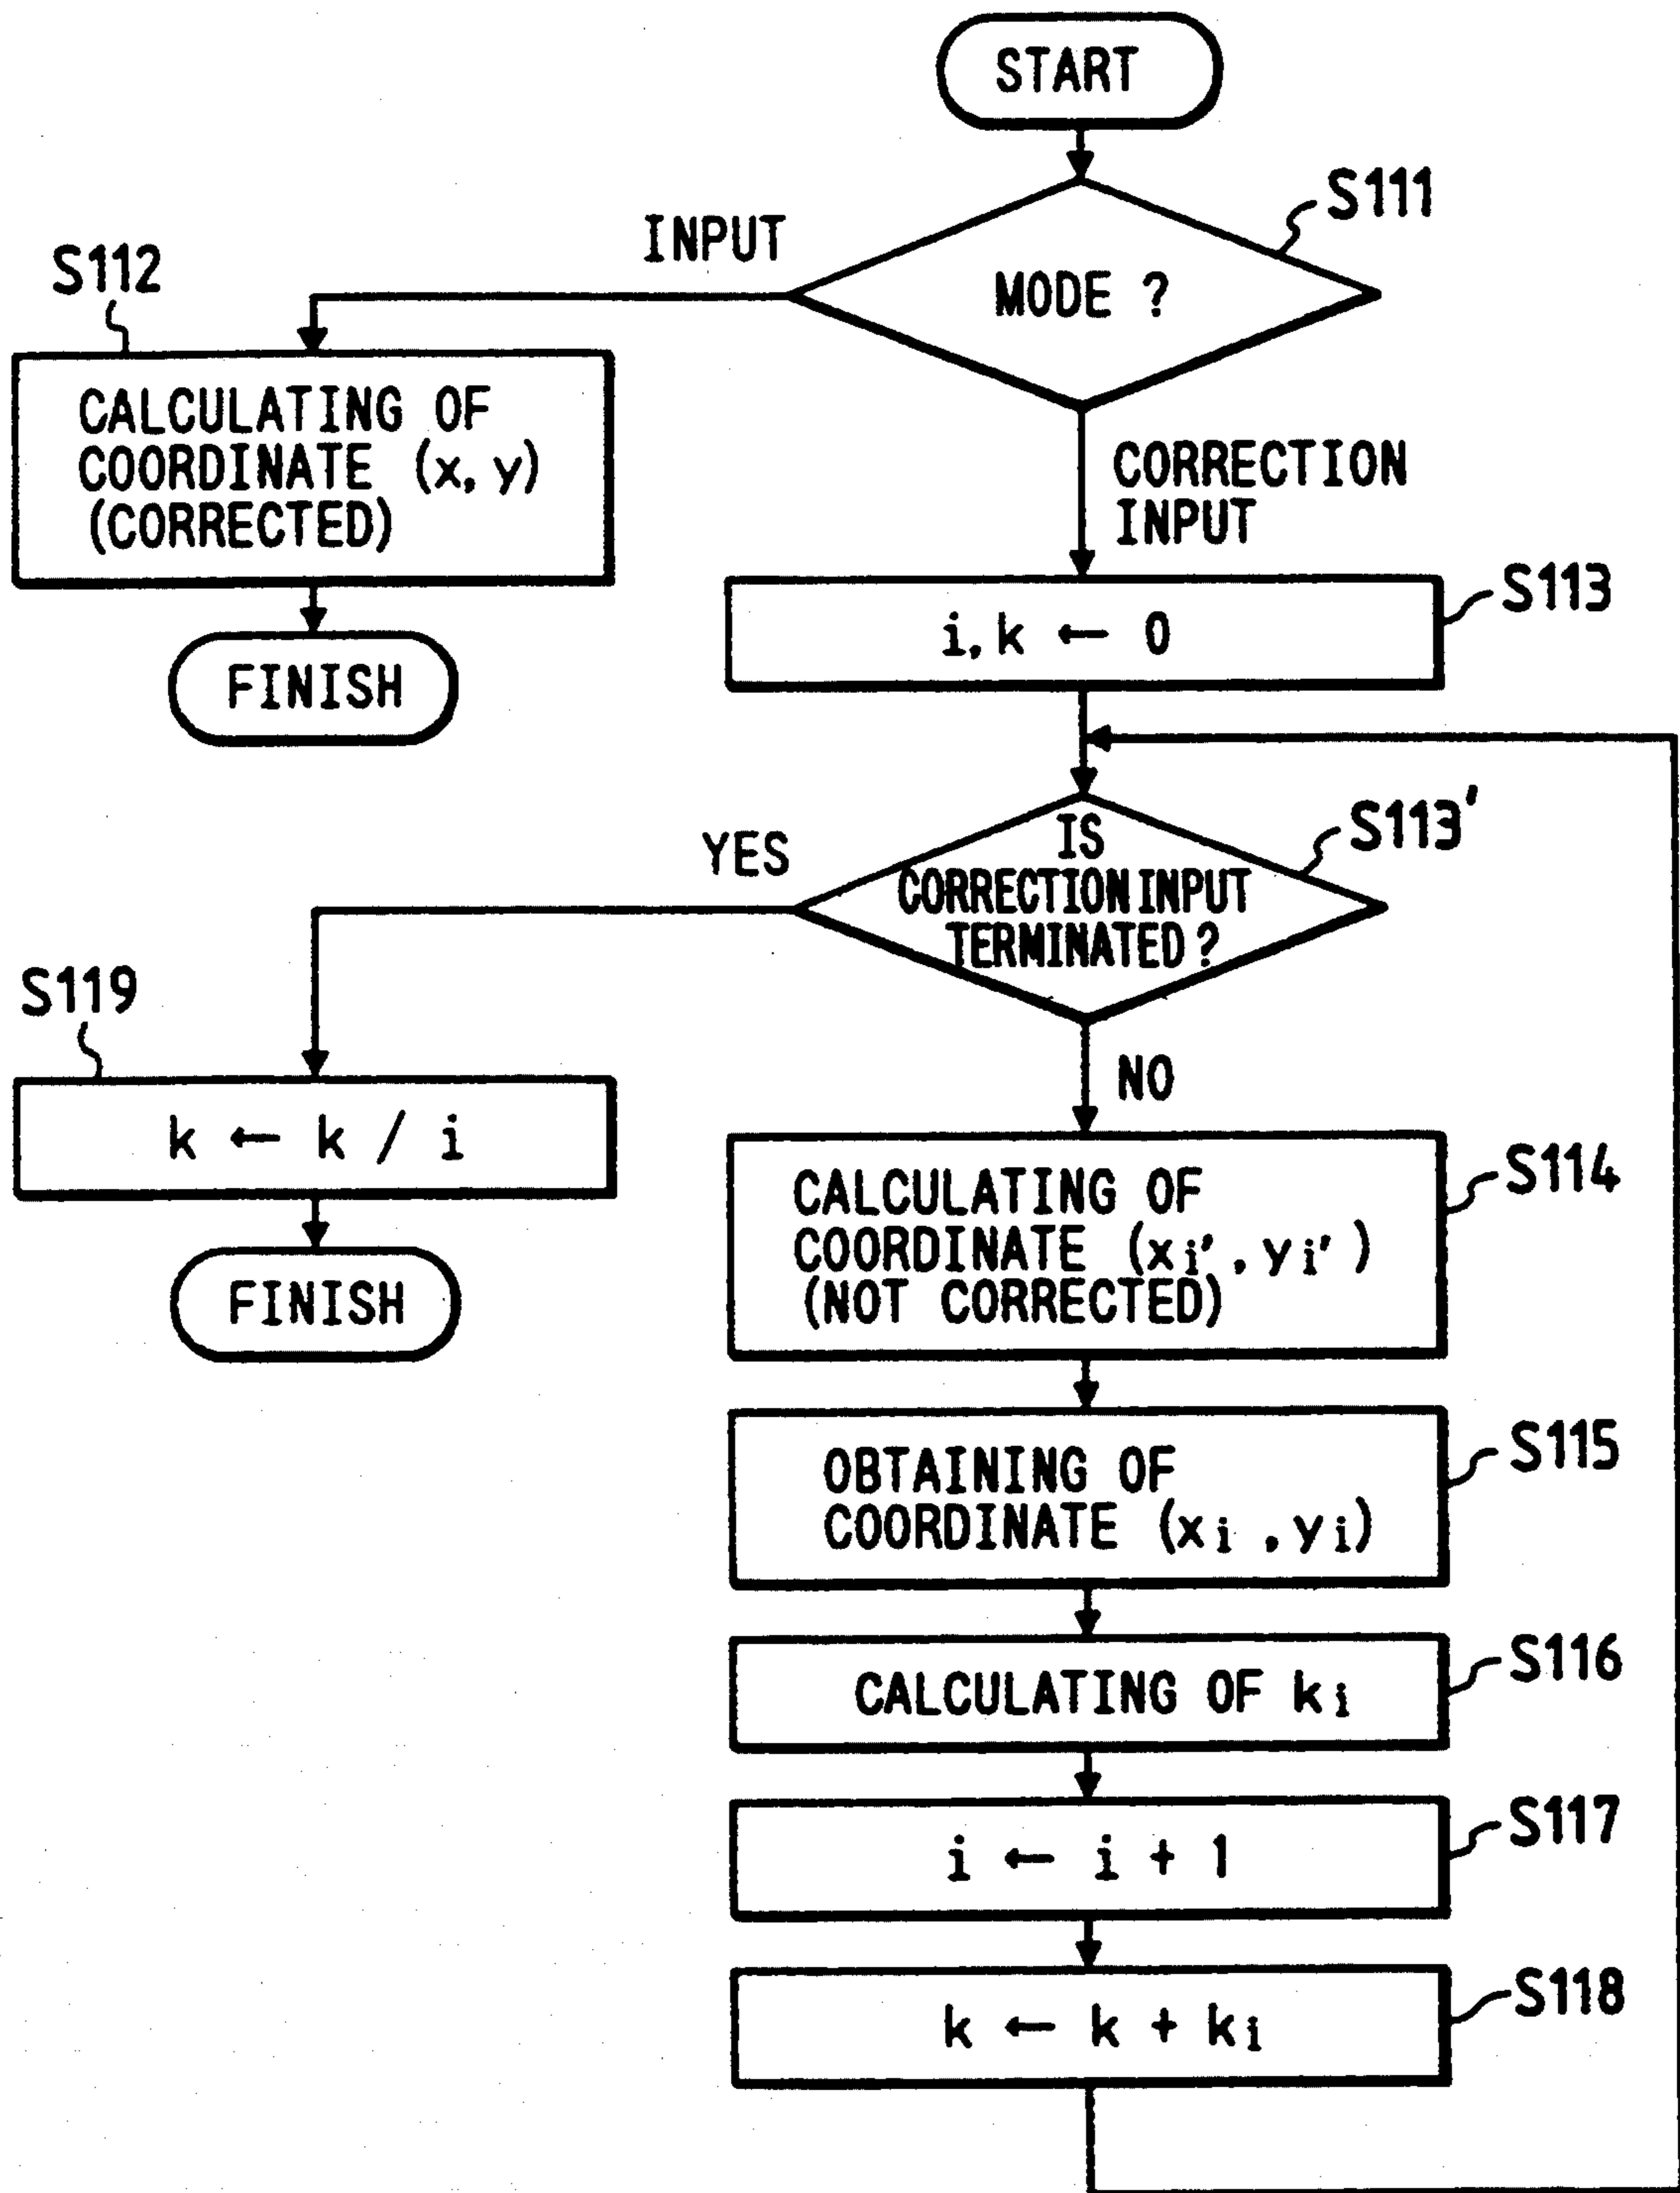 START
S111
MODE ?
INPUT
S112
CALCULATING OF
COORDINATE (x, y)
(CORRECTED)
FINISH
CORRECTION
INPUT
S113
i, k ← 0
S113'
IS
CORRECTION INPUT
TERMINATED ?
YES
S119
k ← k / i
FINISH
NO
S114
CALCULATING OF
COORDINATE (xi', yi')
(NOT CORRECTED)
S115
OBTAINING OF
COORDINATE (xi, yi)
S116
CALCULATING OF ki
S117
i ← i + 1
S118
k ← k + ki